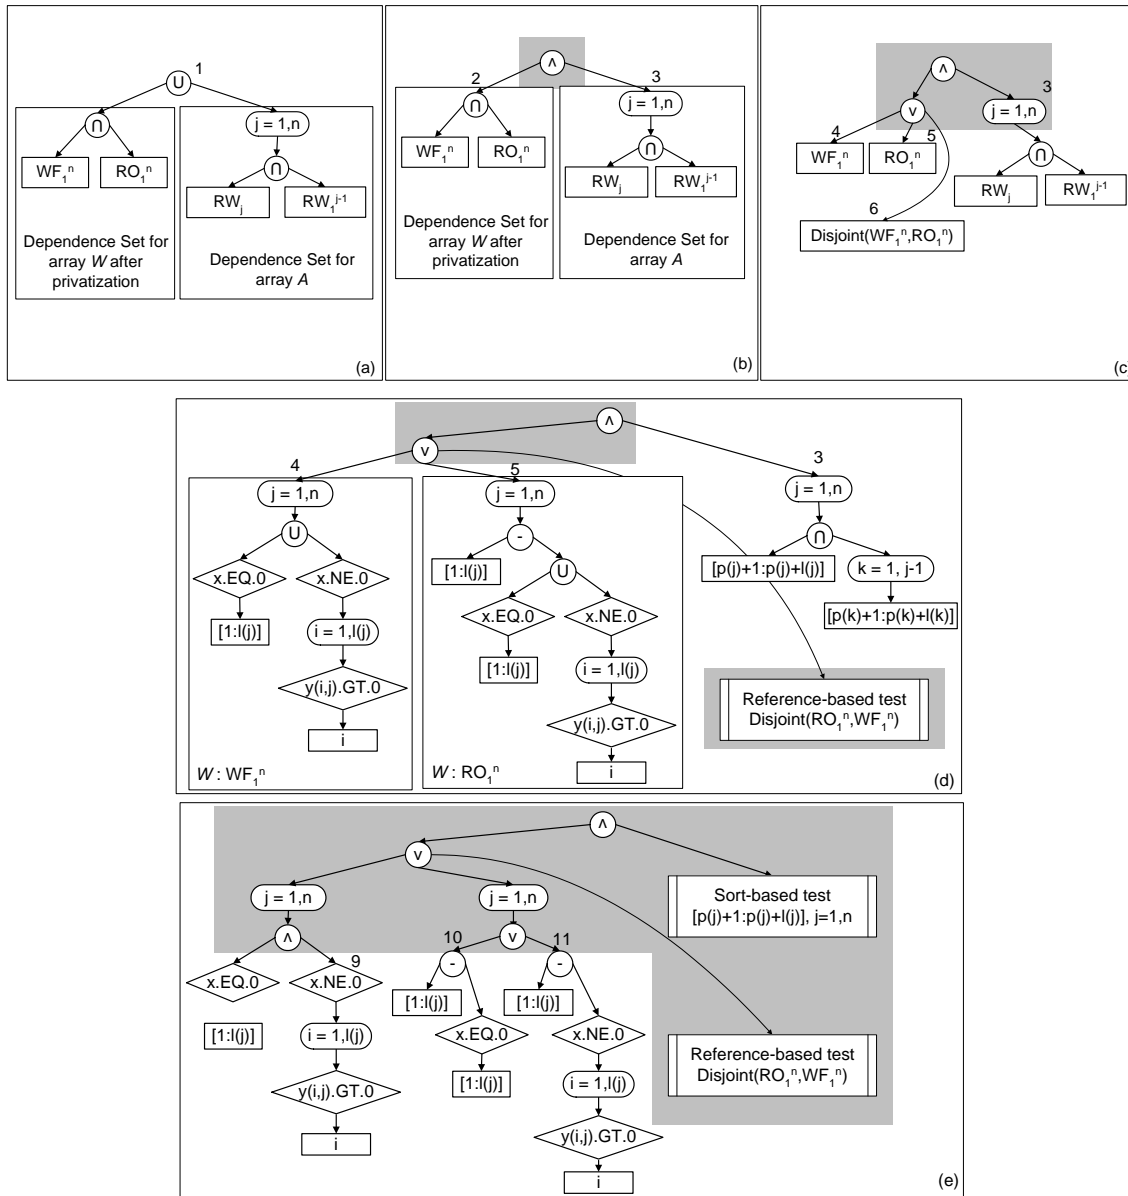 1
U
∩
j = 1,n
WF₁ⁿ
RO₁ⁿ
∩
RWⱼ
RW₁ʲ⁻¹
Dependence Set for
array W after
privatization
Dependence Set for
array A
(a)
ʌ
2
3
∩
j = 1,n
WF₁ⁿ
RO₁ⁿ
∩
RWⱼ
RW₁ʲ⁻¹
Dependence Set for
array W after
privatization
Dependence Set for
array A
(b)
ʌ
3
v
j = 1,n
4
5
WF₁ⁿ
RO₁ⁿ
∩
RWⱼ
RW₁ʲ⁻¹
6
Disjoint(WF₁ⁿ,RO₁ⁿ)
(c)
ʌ
v
4
5
3
j = 1,n
j = 1,n
j = 1,n
U
-
∩
x.EQ.0
x.NE.0
[1:l(j)]
U
[p(j)+1:p(j)+l(j)]
k = 1, j-1
[1:l(j)]
i = 1,l(j)
x.EQ.0
x.NE.0
[p(k)+1:p(k)+l(k)]
y(i,j).GT.0
[1:l(j)]
i = 1,l(j)
i
y(i,j).GT.0
i
Reference-based test
Disjoint(RO₁ⁿ,WF₁ⁿ)
W : WF₁ⁿ
W : RO₁ⁿ
(d)
ʌ
v
j = 1,n
j = 1,n
Sort-based test
[p(j)+1:p(j)+l(j)], j=1,n
ʌ
v
9
10
11
x.EQ.0
x.NE.0
-
-
[1:l(j)]
[1:l(j)]
[1:l(j)]
i = 1,l(j)
x.EQ.0
x.NE.0
y(i,j).GT.0
[1:l(j)]
i = 1,l(j)
i
y(i,j).GT.0
i
Reference-based test
Disjoint(RO₁ⁿ,WF₁ⁿ)
(e)